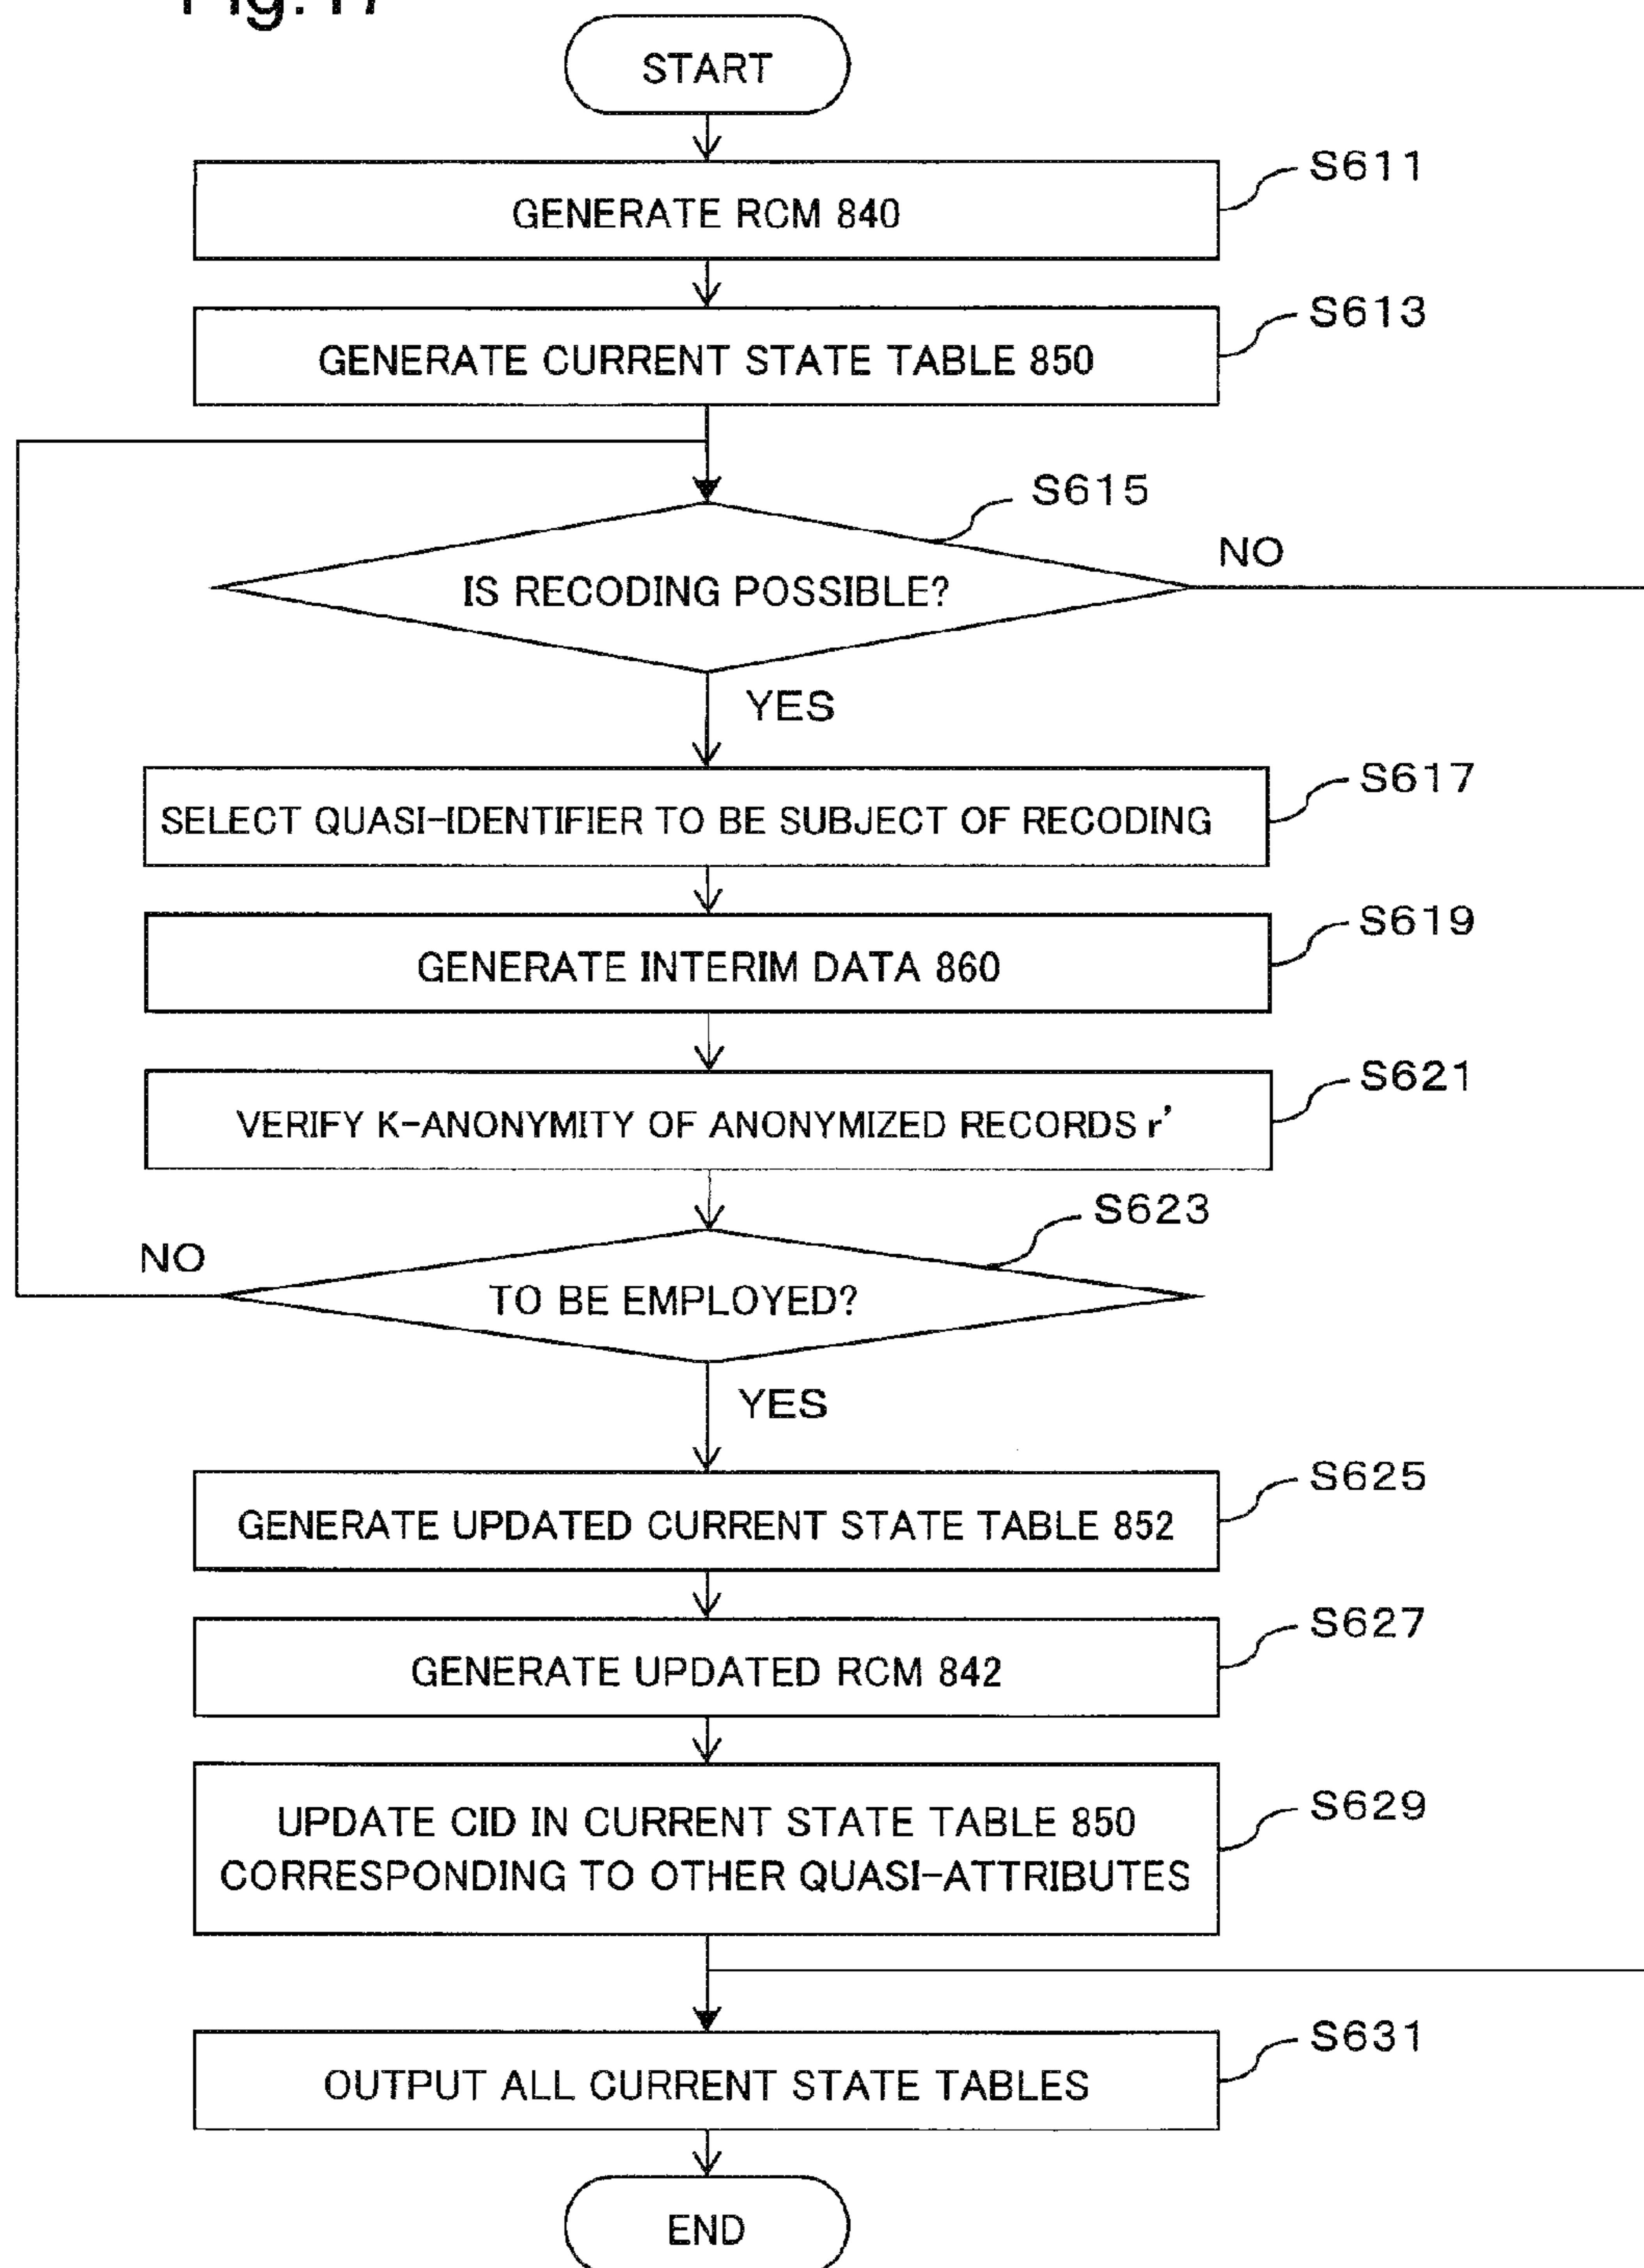 Fig.17
START
GENERATE RCM 840
S611
GENERATE CURRENT STATE TABLE 850
S613
IS RECODING POSSIBLE?
S615
NO
YES
SELECT QUASI-IDENTIFIER TO BE SUBJECT OF RECODING
S617
GENERATE INTERIM DATA 860
S619
VERIFY K-ANONYMITY OF ANONYMIZED RECORDS r'
S621
TO BE EMPLOYED?
S623
NO
YES
GENERATE UPDATED CURRENT STATE TABLE 852
S625
GENERATE UPDATED RCM 842
S627
UPDATE CID IN CURRENT STATE TABLE 850
CORRESPONDING TO OTHER QUASI-ATTRIBUTES
S629
OUTPUT ALL CURRENT STATE TABLES
S631
END